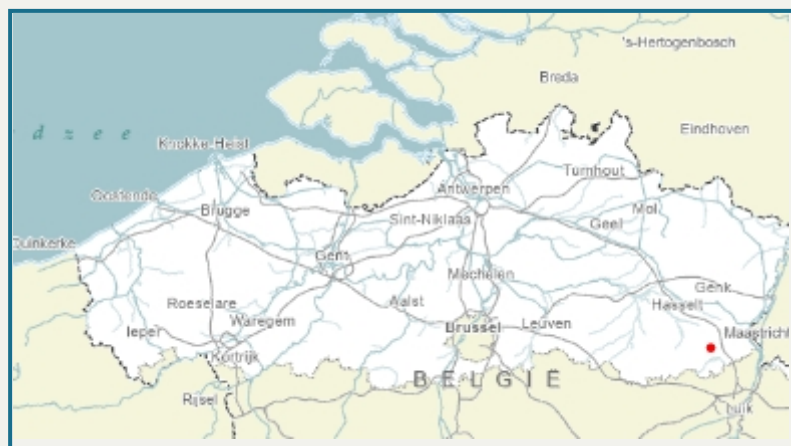 's-Hertogenbosch
Breda
Eindhoven
d z e e
Knokke-Heist
Turnhout
Oostende
Antwerpen
Mol
Brugge
Sint-Niklaas
Geel
Duinkerke
Gent
Mechelen
Genk
Roeselare
Aalst
Hasselt
Ieper
Waregem
Brussel
Leuven
Maastricht
Kortrijk
BELGIË
Rijsel
Luik